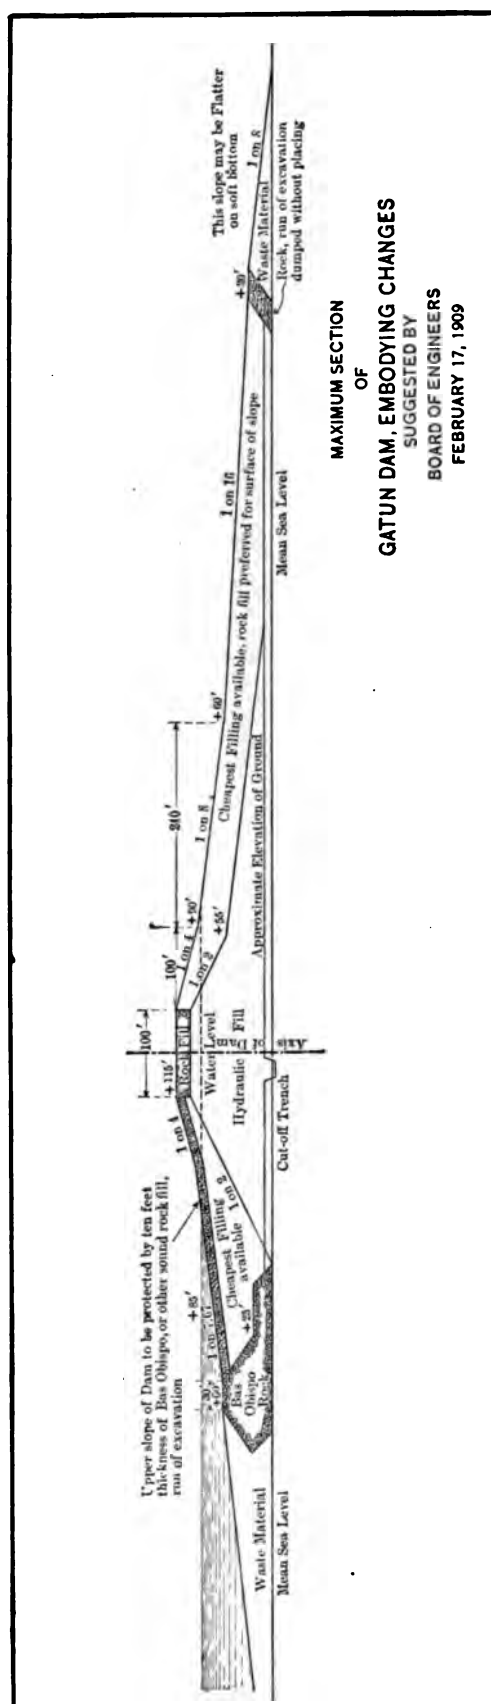 Upper slope of Dam to be protected by ten feet
thickness of Bas Obispo, or other sound rock fill,
run of excavation
+85'
+60'
1 on 4
+115'
100'
Rock Fill
Water Level
Hydraulic Fill
Axis of Dam
1 on 2
Cheapest Filling
available
1 on 2
+25'
Bas
Obispo
Rock
Waste Material
Mean Sea Level
Cut-off Trench
100'
1 on 4
+90'
+55'
240'
1 on 8
+60'
Cheapest Filling available, rock fill preferred for surface of slope
Approximate Elevation of Ground
1 on 16
Mean Sea Level
This slope may be Flatter
on soft Bottom
1 on 8
Waste Material
Rock, run of excavation
dumped without placing
MAXIMUM SECTION
OF
GATUN DAM, EMBODYING CHANGES
SUGGESTED BY
BOARD OF ENGINEERS
FEBRUARY 17, 1909